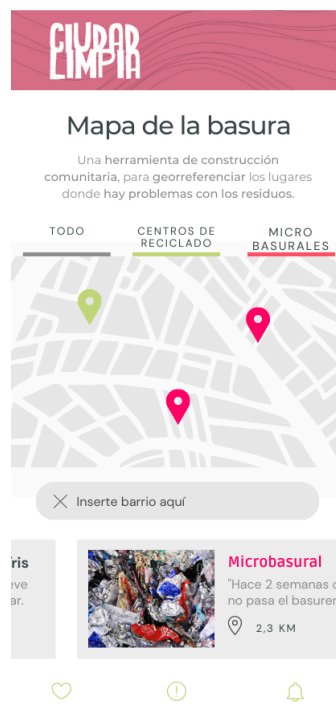 CIUDAD
LIMPIA
Mapa de la basura
Una herramienta de construcción
comunitaria, para georreferenciar los lugares
donde hay problemas con los residuos.
TODO
CENTROS DE
RECICLADO
MICRO
BASURALES
Inserte barrio aquí
Microbasural
"Hace 2 semanas
no pasa el
2,3 KM